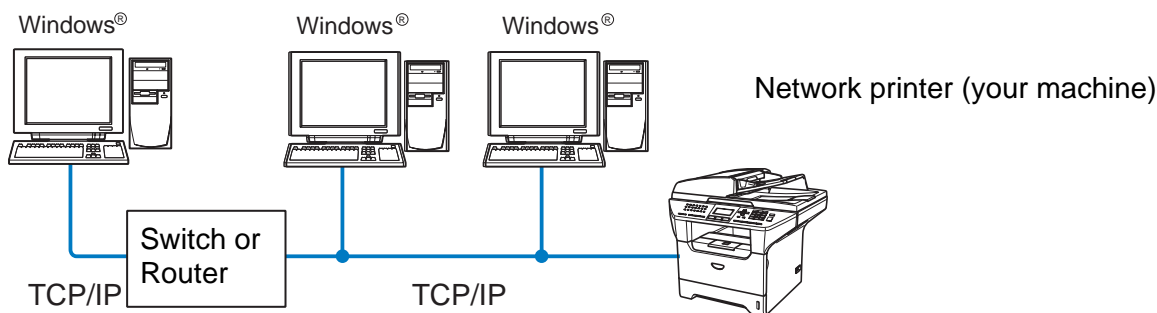 Windows®
Windows®
Windows®
Network printer (your machine)
Switch or
Router
TCP/IP
TCP/IP